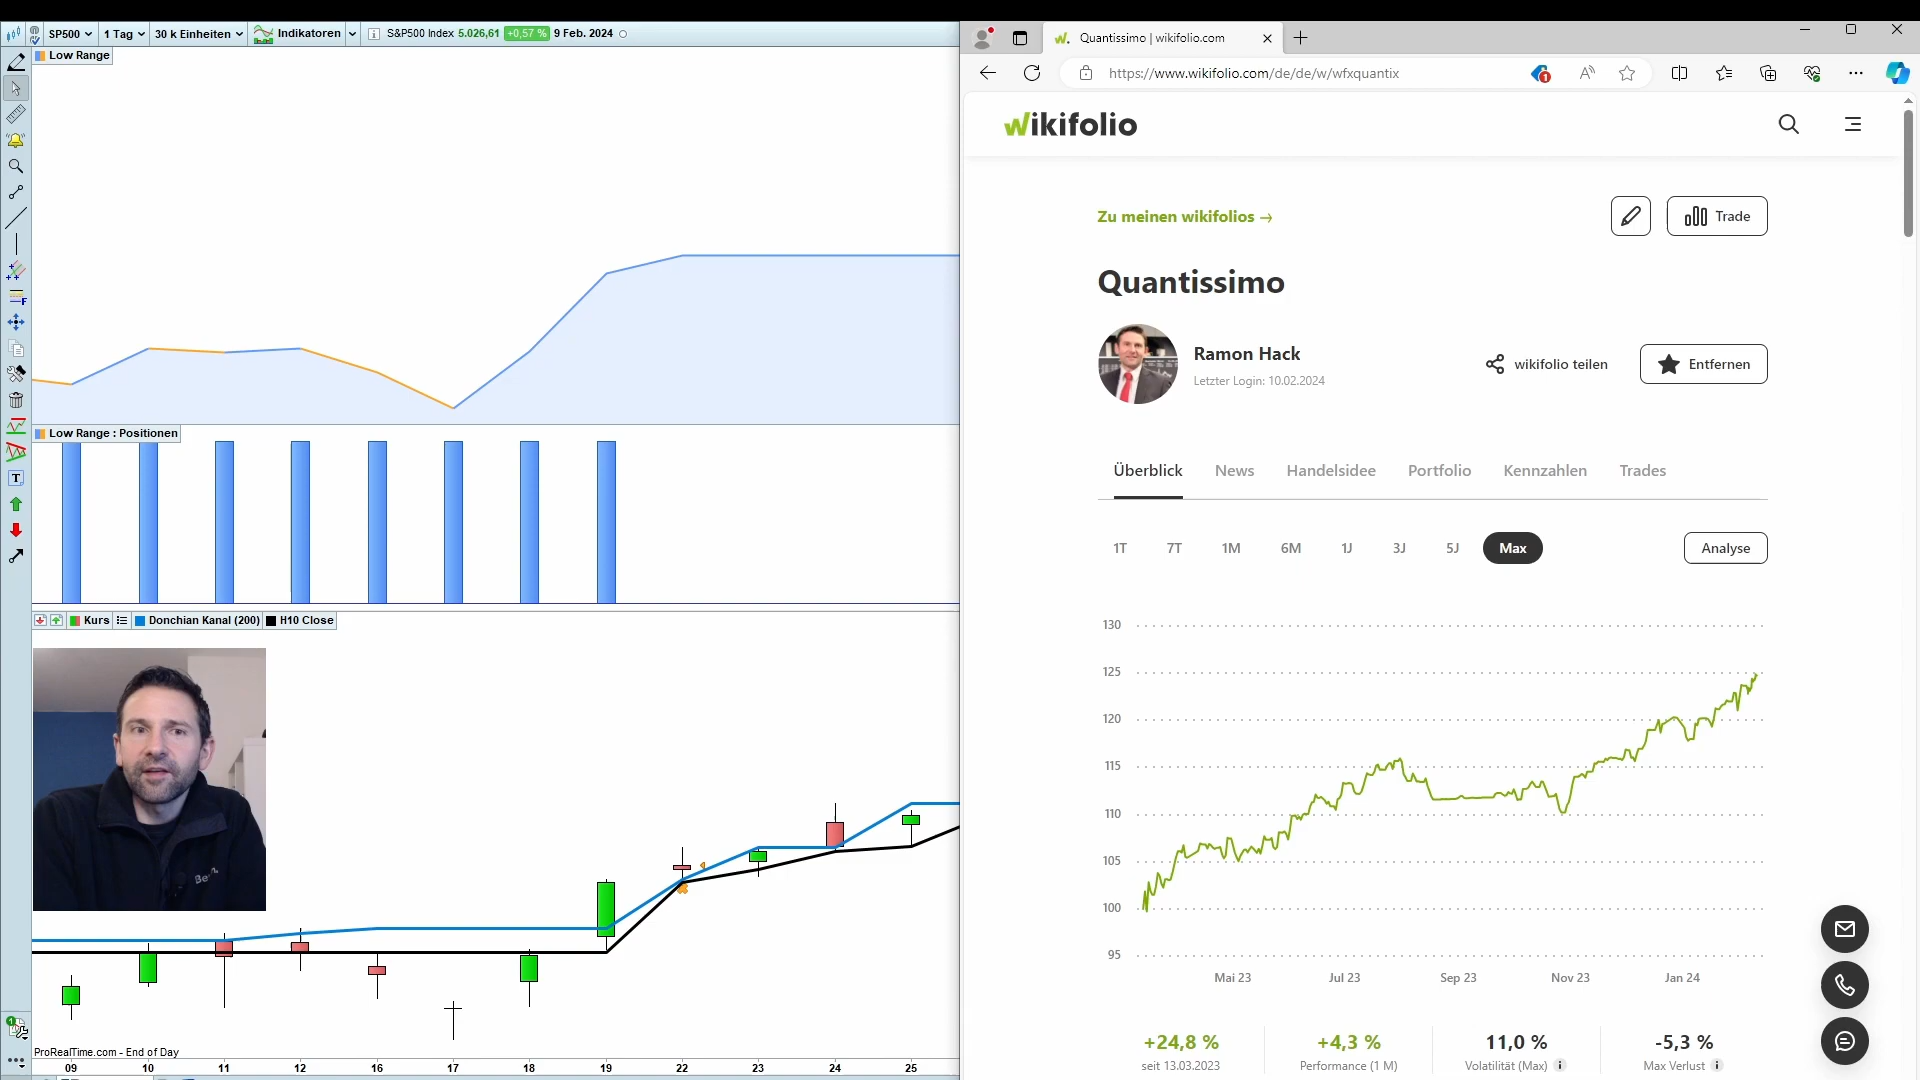 SP500
1 Tag
30 k Einheiten
Indikatoren
S&P500 Index 5.026,61 +0,57 % 9 Feb. 2024
Low Range
Low Range : Positionen
Kurs
Donchian Kanal (200)
H10 Close
ProRealTime.com - End of Day
09 10 11 12 16 17 18 19 22 23 24 25
Quantissimo | wikifolio.com
https://www.wikifolio.com/de/de/w/wfxquantix
1
wikifolio
Zu meinen wikifolios →
Trade
Quantissimo
Ramon Hack
Letzter Login: 10.02.2024
wikifolio teilen
Entfernen
Überblick News Handelsidee Portfolio Kennzahlen Trades
1T 7T 1M 6M 1J 3J 5J Max
Analyse
130
125
120
115
110
105
100
95
Mai 23 Jul 23 Sep 23 Nov 23 Jan 24
+24,8 % +4,3 % 11,0 % -5,3 %
seit 13.03.2023 Performance (1 M) Volatilität (Max) Max Verlust